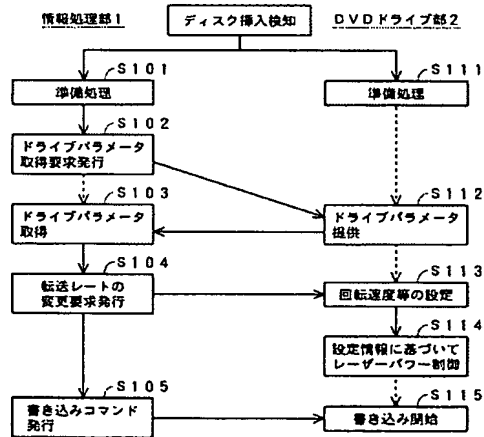 情報処理部1
ディスク挿入検知
DVDドライブ部2
S101
準備処理
S111
準備処理
S102
ドライブパラメータ
取得要求発行
S103
ドライブパラメータ
取得
S112
ドライブパラメータ
提供
S104
転送レートの
変更要求発行
S113
回転速度等の設定
S114
設定情報に基づいて
レーザーパワー制御
S105
書き込みコマンド
発行
S115
書き込み開始